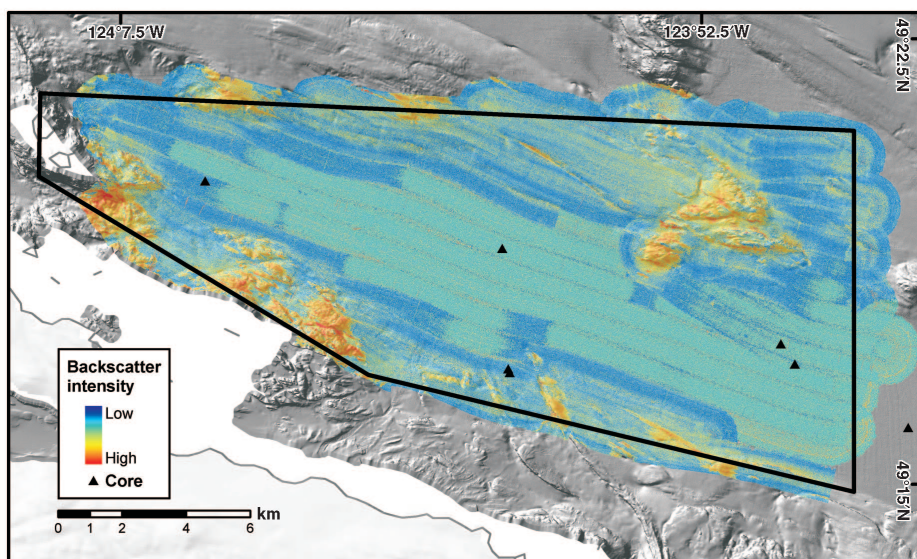 124°7.5'W
123°52.5'W
49°22.5'N
Backscatter
intensity
Low
High
Core
0 1 2 4 6 km
49°15'N